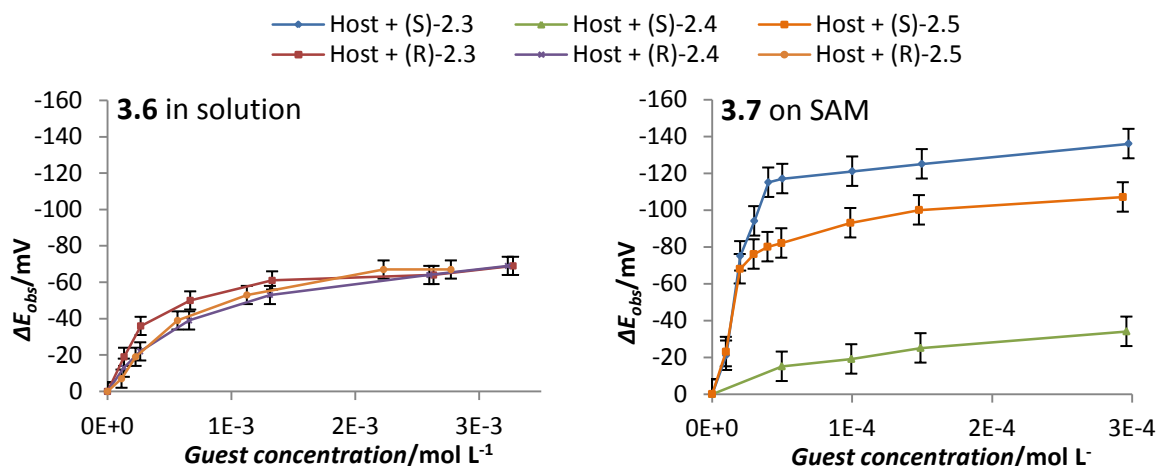 Host + (S)-2.3 Host + (S)-2.4 Host + (S)-2.5
Host + (R)-2.3 Host + (R)-2.4 Host + (R)-2.5
3.6 in solution
ΔE_obs/mV
-160
-140
-120
-100
-80
-60
-40
-20
0
0E+0 1E-3 2E-3 3E-3
Guest concentration/mol L⁻¹
3.7 on SAM
ΔE_obs/mV
-160
-140
-120
-100
-80
-60
-40
-20
0
0E+0 1E-4 2E-4 3E-4
Guest concentration/mol L⁻